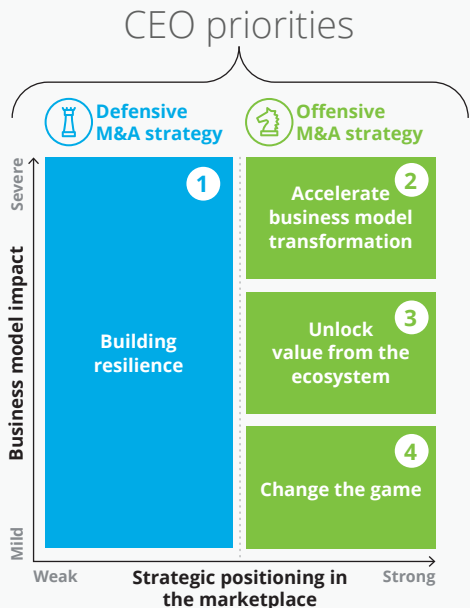 CEO priorities
Defensive
M&A strategy
Offensive
M&A strategy
Severe
Business model impact
Mild
1
Building
resilience
2
Accelerate
business model
transformation
3
Unlock
value from the
ecosystem
4
Change the game
Weak
Strategic positioning in
the marketplace
Strong